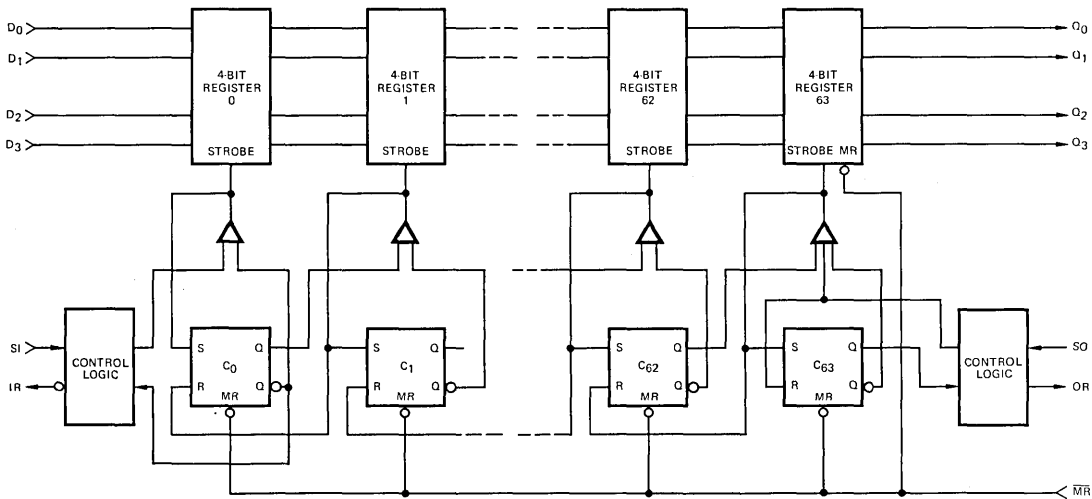 D0
D1
D2
D3
4-BIT
REGISTER
0
STROBE
4-BIT
REGISTER
1
STROBE
4-BIT
REGISTER
62
STROBE
4-BIT
REGISTER
63
STROBE MR
Q0
Q1
Q2
Q3
SI
IR
CONTROL
LOGIC
S Q
C0
R Q
MR
S Q
C1
R Q
MR
S Q
C62
R Q
MR
S Q
C63
R Q
MR
CONTROL
LOGIC
SO
OR
MR